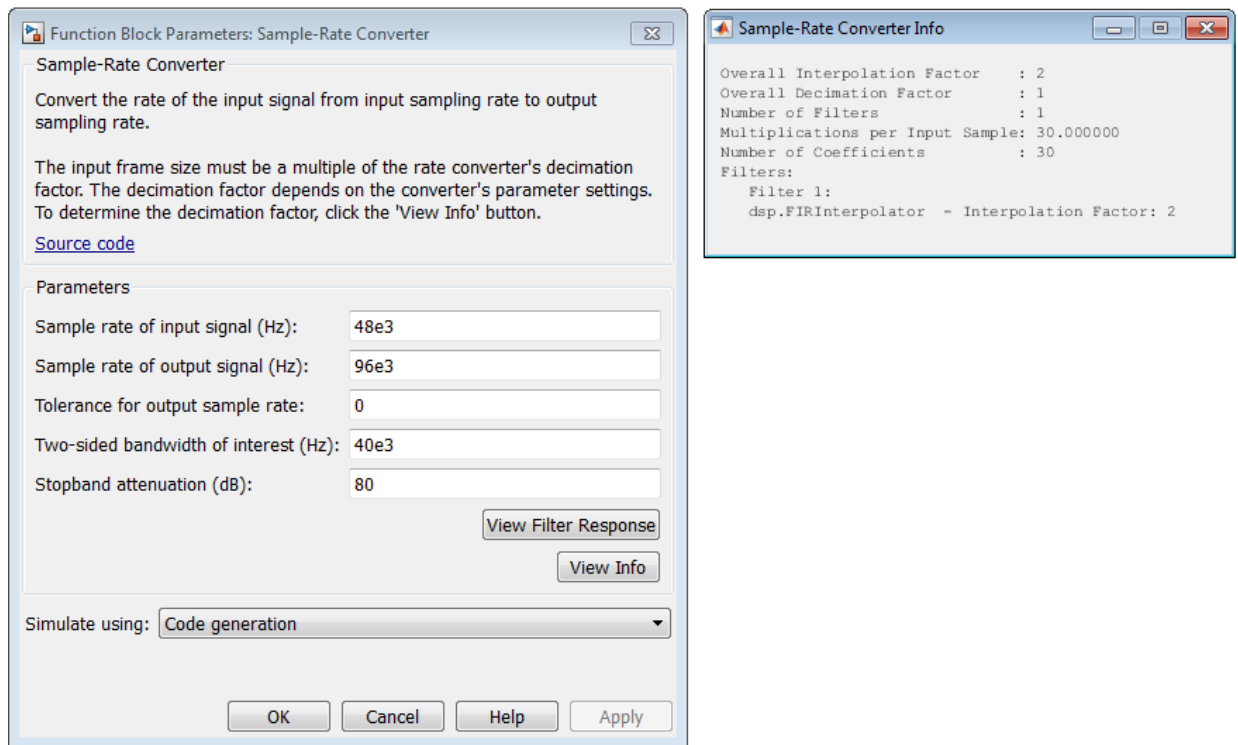 Function Block Parameters: Sample-Rate Converter
Sample-Rate Converter
Convert the rate of the input signal from input sampling rate to output
sampling rate.
The input frame size must be a multiple of the rate converter's decimation
factor. The decimation factor depends on the converter's parameter settings.
To determine the decimation factor, click the 'View Info' button.
Source code
Parameters
Sample rate of input signal (Hz): 48e3
Sample rate of output signal (Hz): 96e3
Tolerance for output sample rate: 0
Two-sided bandwidth of interest (Hz): 40e3
Stopband attenuation (dB): 80
View Filter Response
View Info
Simulate using: Code generation
OK Cancel Help Apply
Sample-Rate Converter Info
Overall Interpolation Factor : 2
Overall Decimation Factor : 1
Number of Filters : 1
Multiplications per Input Sample: 30.000000
Number of Coefficients : 30
Filters:
Filter 1:
dsp.FIRInterpolator - Interpolation Factor: 2